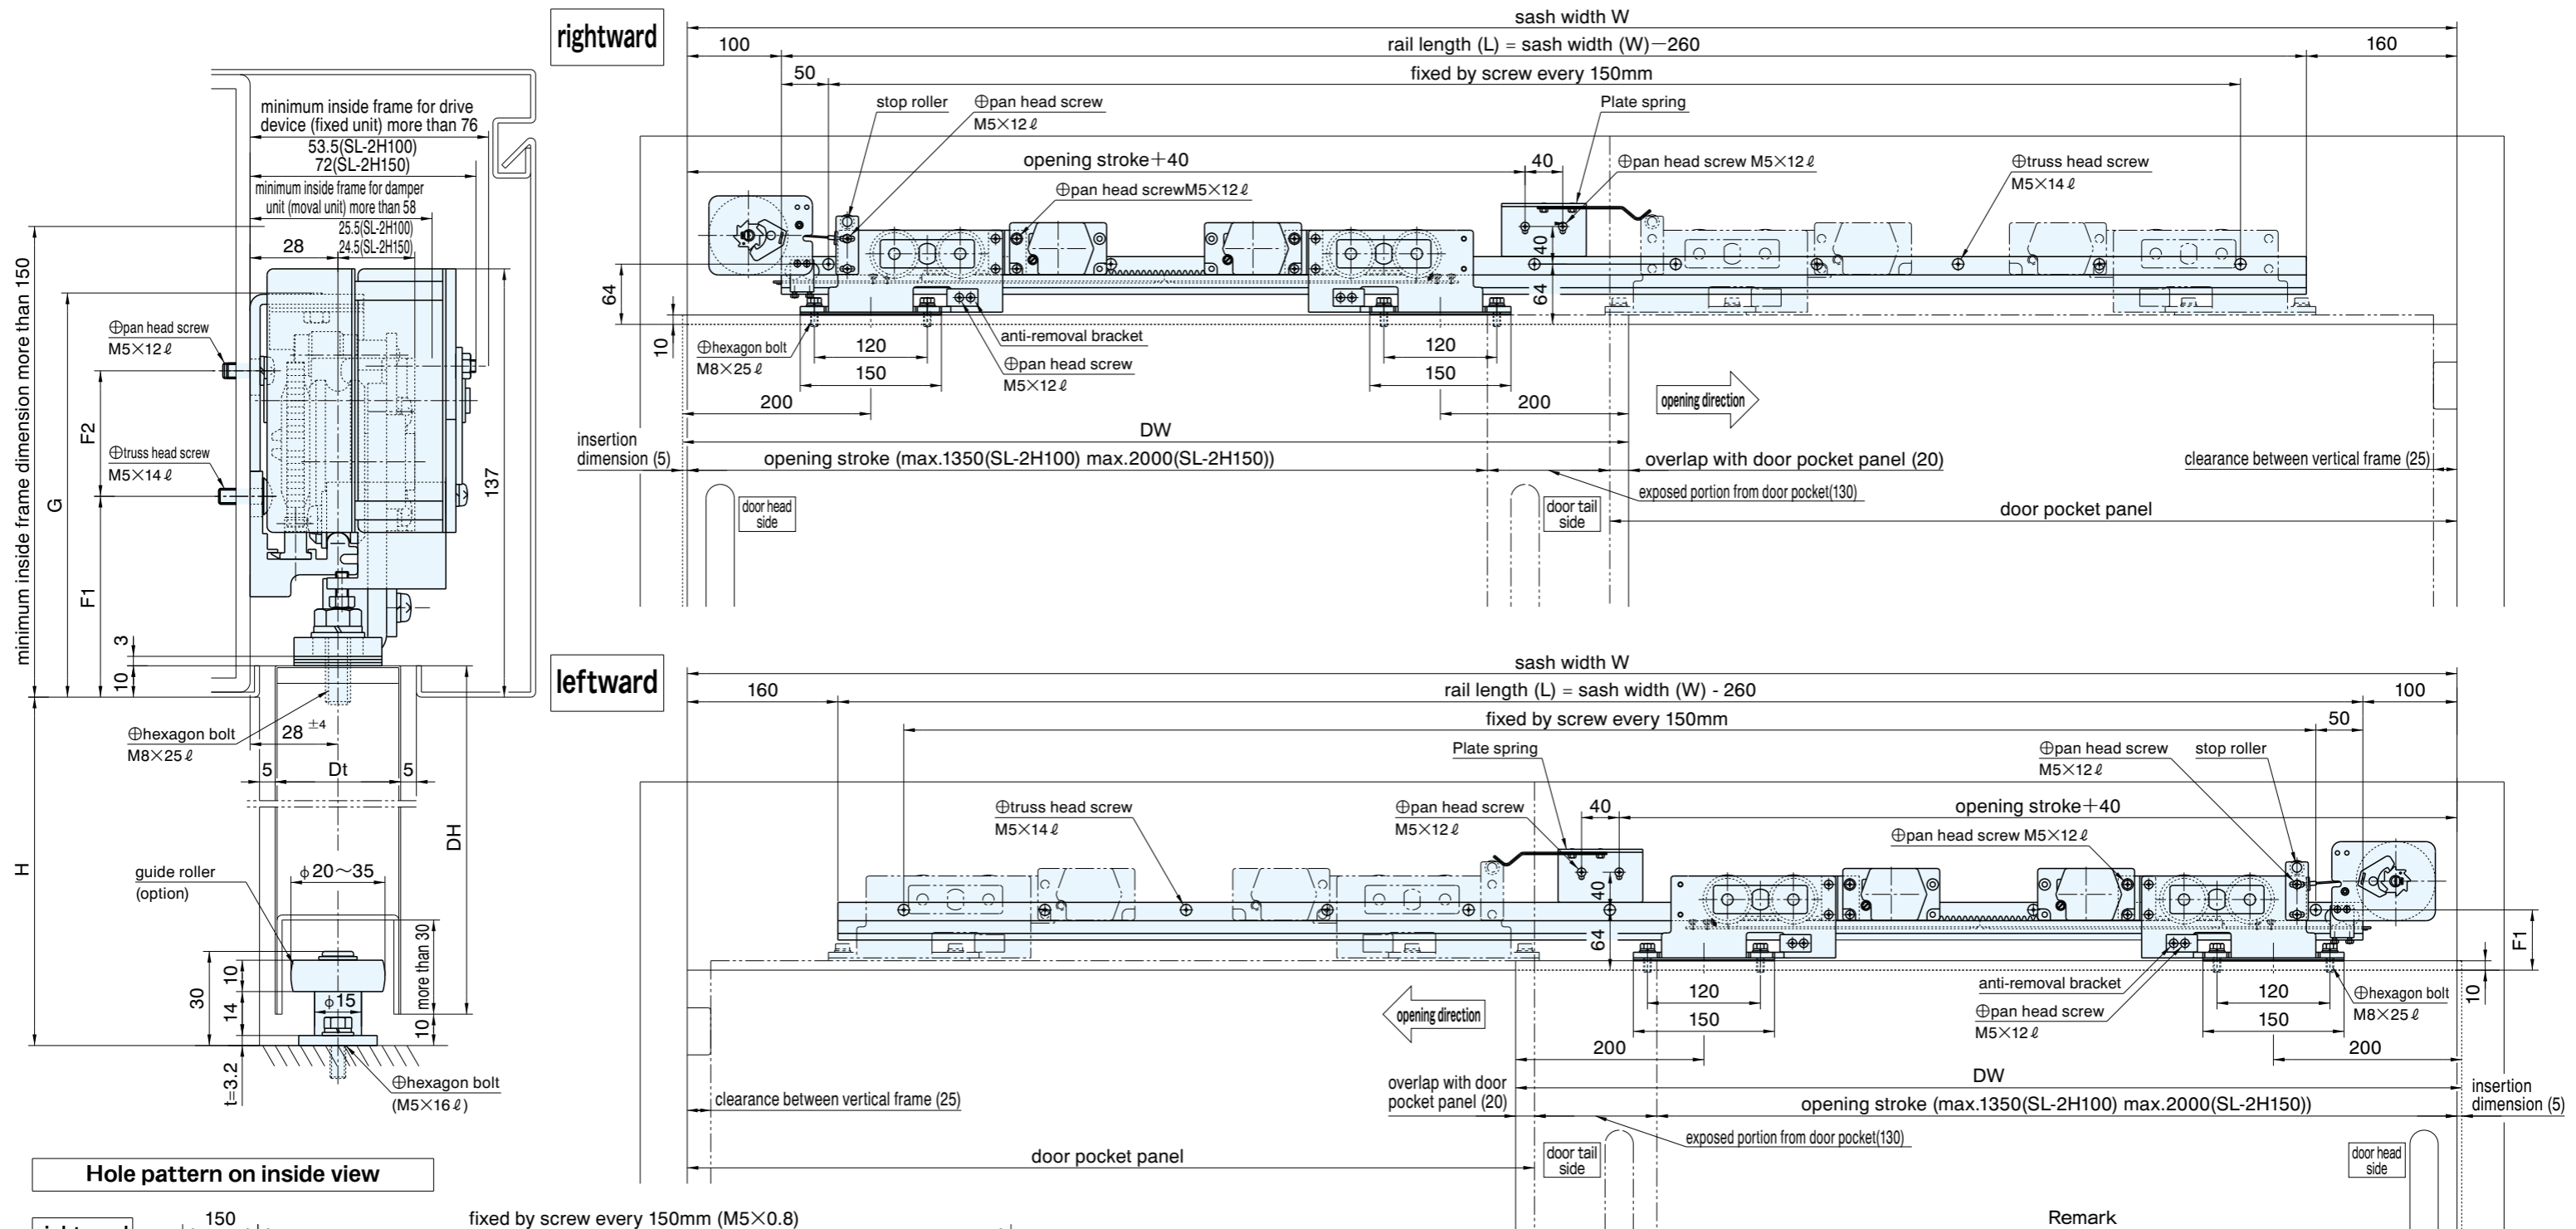 rightward
sash width W
100
rail length (L) = sash width (W)－260
160
50
fixed by screw every 150mm
stop roller
⊕pan head screw
M5×12ℓ
Plate spring
opening stroke＋40
40
⊕pan head screw M5×12ℓ
⊕truss head screw
M5×14ℓ
⊕pan head screwM5×12ℓ
40
64
64
10
⊕hexagon bolt
M8×25ℓ
120
150
anti-removal bracket
⊕pan head screw
M5×12ℓ
120
150
200
200
opening direction
DW
insertion
dimension (5)
opening stroke (max.1350(SL-2H100) max.2000(SL-2H150))
overlap with door pocket panel (20)
clearance between vertical frame (25)
exposed portion from door pocket(130)
door head
side
door tail
side
door pocket panel
minimum inside frame for drive
device (fixed unit) more than 76
53.5(SL-2H100)
72(SL-2H150)
minimum inside frame for damper
unit (moval unit) more than 58
25.5(SL-2H100)
28
24.5(SL-2H150)
minimum inside frame dimension more than 150
G
⊕pan head screw
M5×12ℓ
F2
⊕truss head screw
M5×14ℓ
F1
137
3
10
⊕hexagon bolt
M8×25ℓ
28 ±4
5
Dt
5
H
DH
guide roller
(option)
φ20～35
more than 30
30
10
φ15
14
10
t=3.2
⊕hexagon bolt
(M5×16ℓ)
leftward
sash width W
160
rail length (L) = sash width (W) - 260
100
fixed by screw every 150mm
50
Plate spring
⊕pan head screw
M5×12ℓ
stop roller
⊕truss head screw
M5×14ℓ
⊕pan head screw
M5×12ℓ
40
opening stroke＋40
⊕pan head screw M5×12ℓ
40
64
F1
10
anti-removal bracket
⊕pan head screw
M5×12ℓ
⊕hexagon bolt
M8×25ℓ
opening direction
120
150
120
150
200
200
DW
overlap with door
pocket panel (20)
insertion
dimension (5)
clearance between vertical frame (25)
opening stroke (max.1350(SL-2H100) max.2000(SL-2H150))
exposed portion from door pocket(130)
door pocket panel
door tail
side
door head
side
Hole pattern on inside view
150
fixed by screw every 150mm (M5×0.8)
Remark